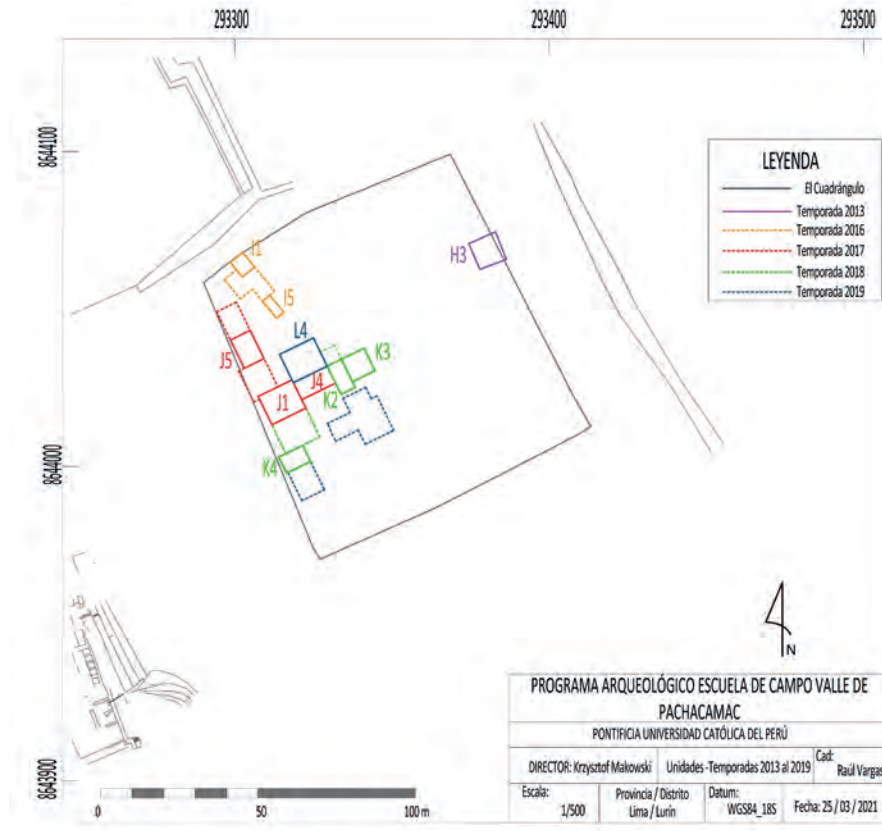 293300 293400 293500
8644100
8644000
8643900
LEYENDA
El Cuadrángulo
Temporada 2013
Temporada 2016
Temporada 2017
Temporada 2018
Temporada 2019
I1
I5
H3
L4
J5
J4
K3
K2
J1
K4
N
0 50 100 m
PROGRAMA ARQUEOLÓGICO ESCUELA DE CAMPO VALLE DE
PACHACAMAC
PONTIFICIA UNIVERSIDAD CATÓLICA DEL PERÚ
DIRECTOR: Krzysztof Makowski Unidades -Temporadas 2013 al 2019 Cad:
Raúl Vargas
Escala:
1/500
Provincia / Distrito
Lima / Lurín
Datum:
WGS84_18S
Fecha: 25 / 03 / 2021